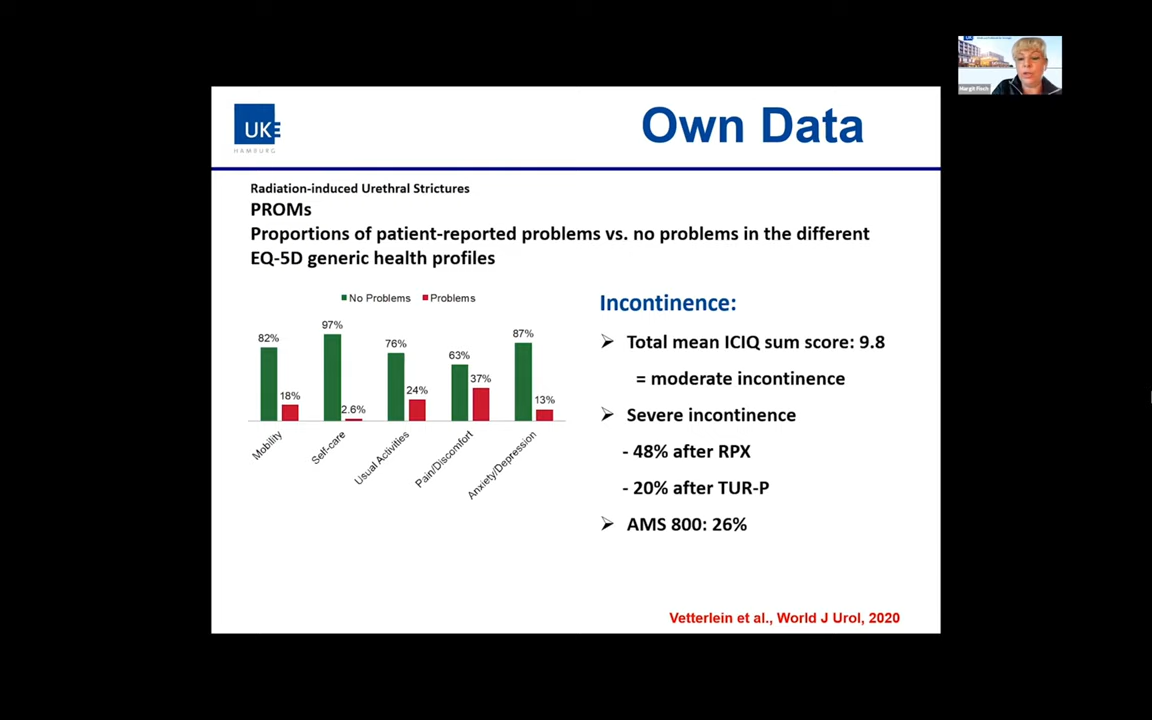 Margit Fisch
UKE
HAMBURG
Own Data
Radiation-induced Urethral Strictures
PROMs
Proportions of patient-reported problems vs. no problems in the different
EQ-5D generic health profiles
No Problems Problems
82% 18% 97% 2.6% 76% 24% 63% 37% 87% 13%
Mobility
Self-care
Usual Activities
Pain/Discomfort
Anxiety/Depression
Incontinence:
➢ Total mean ICIQ sum score: 9.8
= moderate incontinence
➢ Severe incontinence
- 48% after RPX
- 20% after TUR-P
➢ AMS 800: 26%
Vetterlein et al., World J Urol, 2020